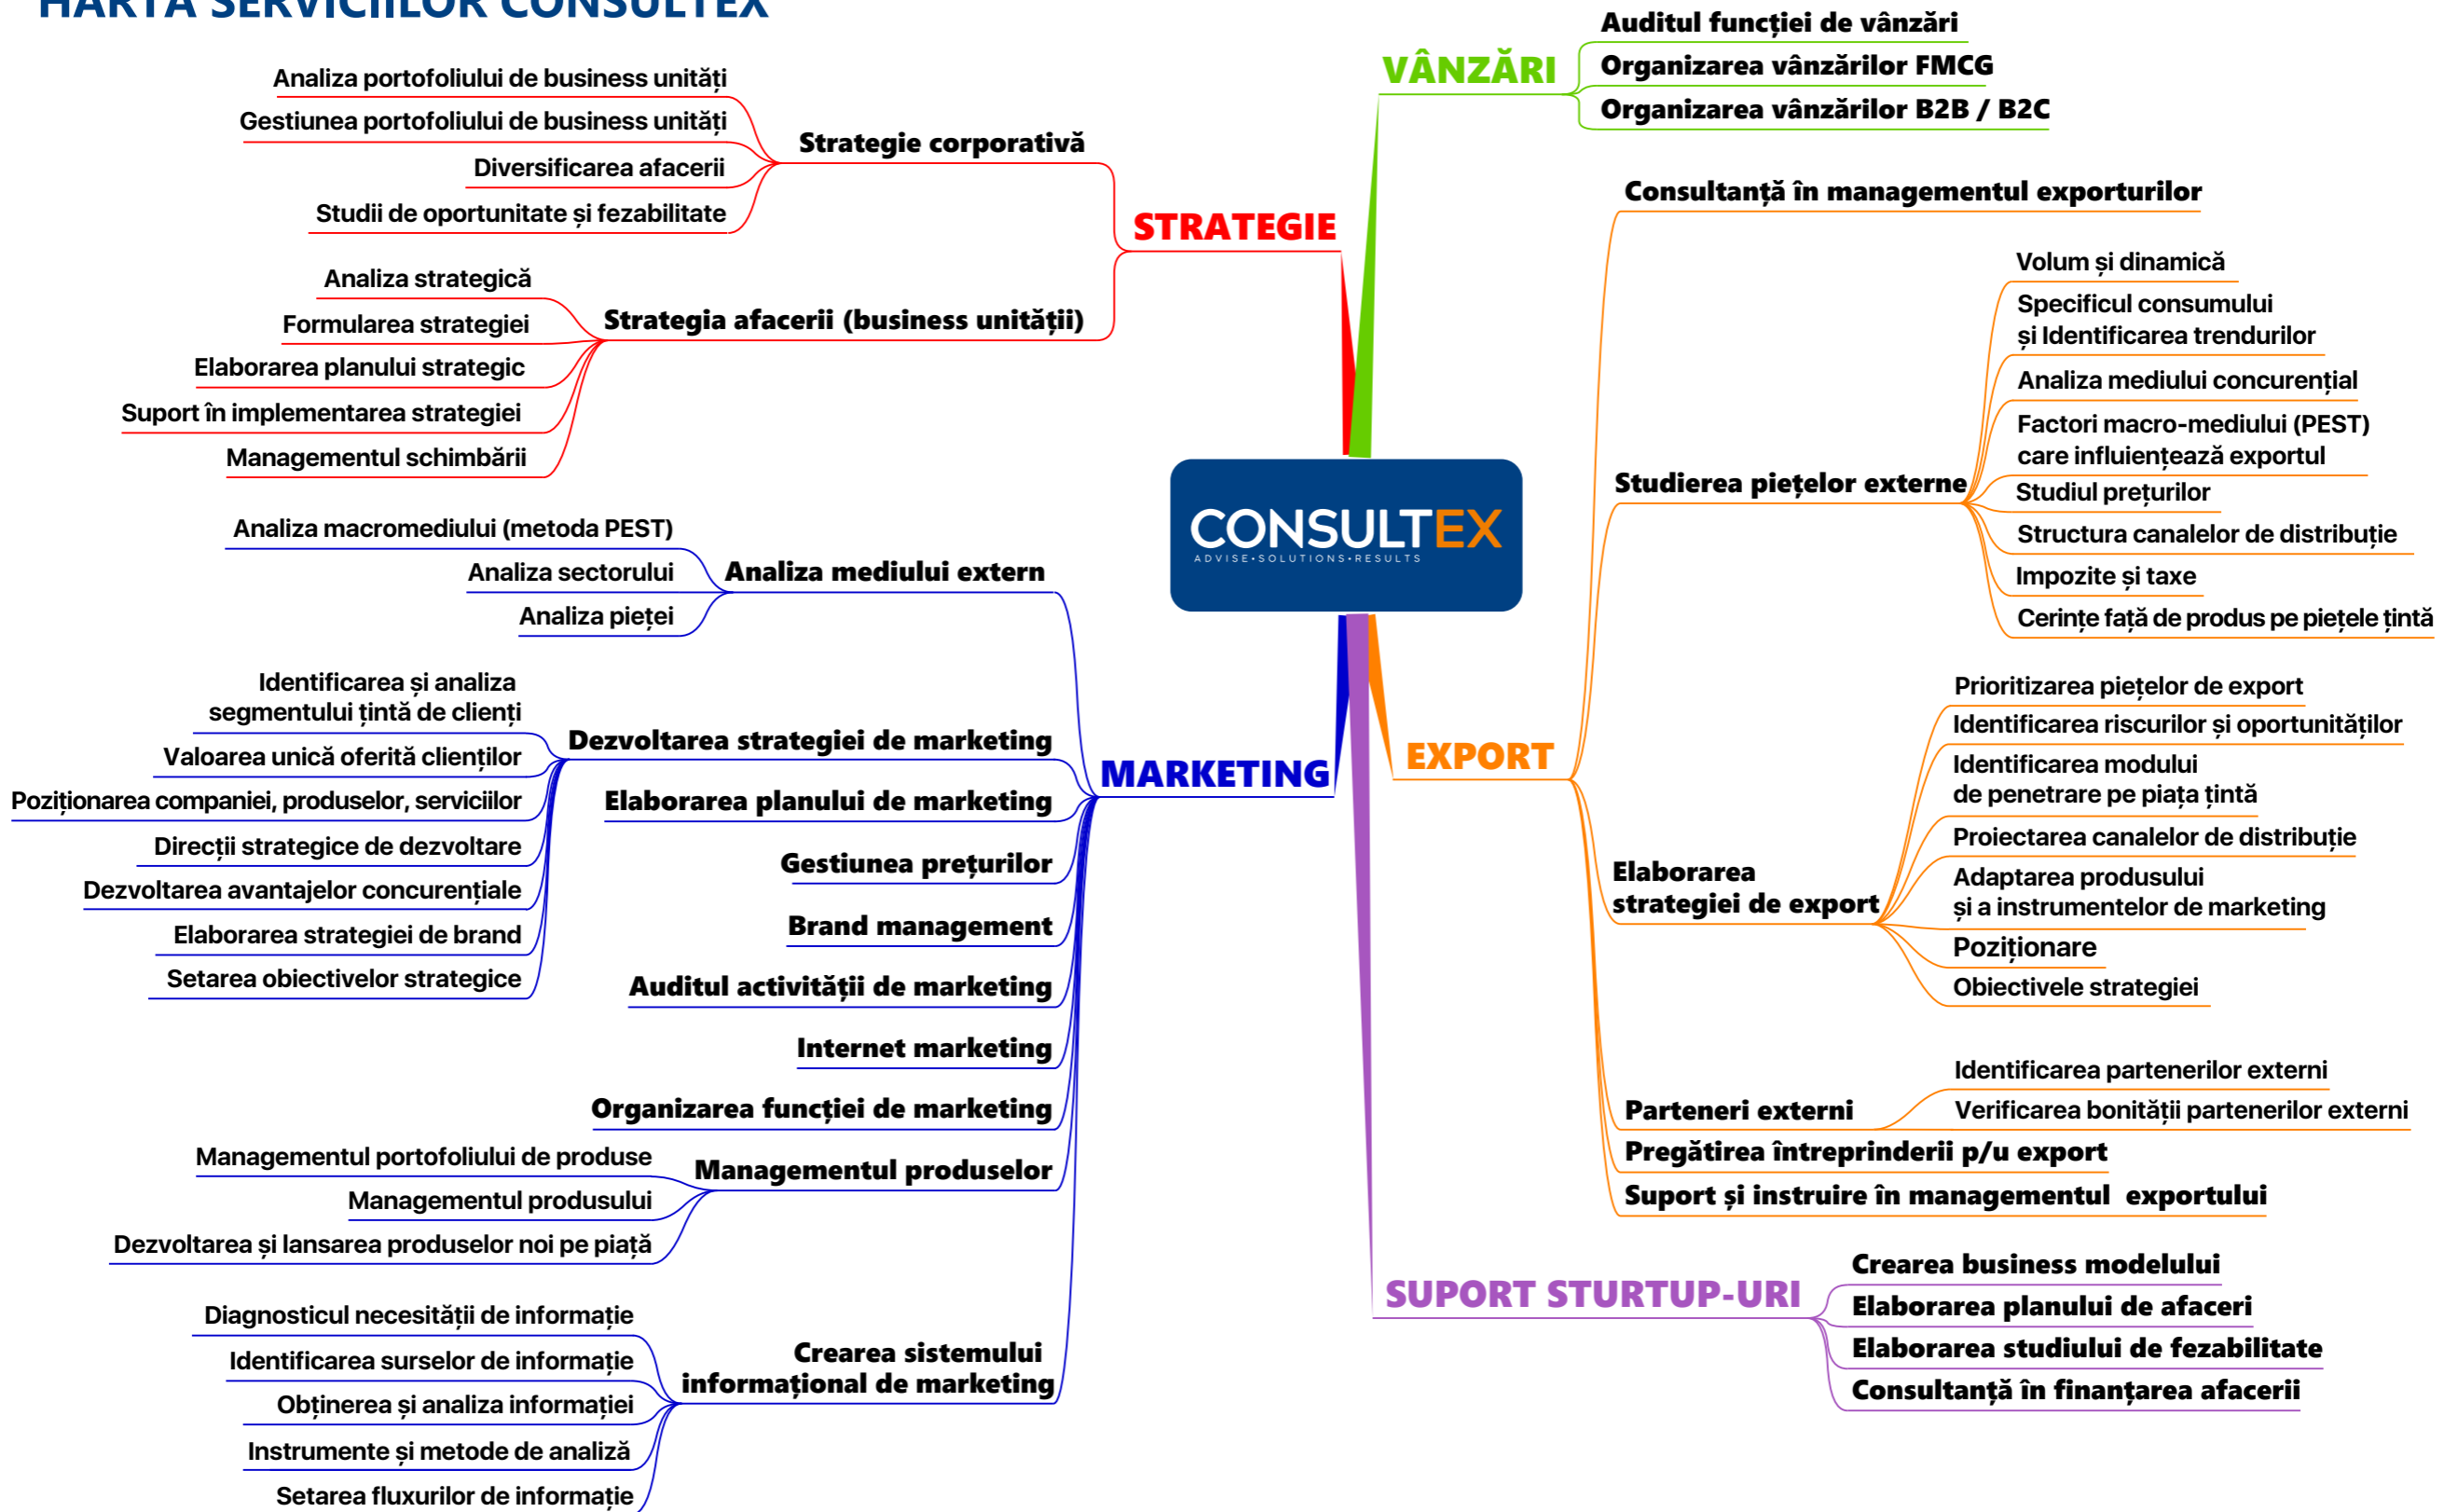 HARTA SERVICIILOR CONSULTEX
Analiza portofoliului de business unități
Gestiunea portofoliului de business unități
Diversificarea afacerii
Studii de oportunitate și fezabilitate
Strategie corporativă
Analiza strategică
Formularea strategiei
Elaborarea planului strategic
Suport în implementarea strategiei
Managementul schimbării
Strategia afacerii (business unității)
STRATEGIE
Analiza macromediului (metoda PEST)
Analiza sectorului
Analiza pieței
Analiza mediului extern
Identificarea și analiza
segmentului țintă de clienți
Valoarea unică oferită clienților
Poziționarea companiei, produselor, serviciilor
Direcții strategice de dezvoltare
Dezvoltarea avantajelor concurențiale
Elaborarea strategiei de brand
Setarea obiectivelor strategice
Dezvoltarea strategiei de marketing
Elaborarea planului de marketing
Gestiunea prețurilor
Brand management
Auditul activității de marketing
Internet marketing
Organizarea funcției de marketing
Managementul portofoliului de produse
Managementul produsului
Dezvoltarea și lansarea produselor noi pe piață
Managementul produselor
Diagnosticul necesității de informație
Identificarea surselor de informație
Obținerea și analiza informației
Instrumente și metode de analiză
Setarea fluxurilor de informație
Crearea sistemului
informațional de marketing
MARKETING
CONSULTEX
ADVISE•SOLUTIONS•RESULTS
VÂNZĂRI
Auditul funcției de vânzări
Organizarea vânzărilor FMCG
Organizarea vânzărilor B2B / B2C
EXPORT
Consultanță în managementul exporturilor
Studierea piețelor externe
Volum și dinamică
Specificul consumului
și Identificarea trendurilor
Analiza mediului concurențial
Factori macro-mediului (PEST)
care influiențează exportul
Studiul prețurilor
Structura canalelor de distribuție
Impozite și taxe
Cerințe față de produs pe piețele țintă
Elaborarea
strategiei de export
Prioritizarea piețelor de export
Identificarea riscurilor și oportunităților
Identificarea modului
de penetrare pe piața țintă
Proiectarea canalelor de distribuție
Adaptarea produsului
și a instrumentelor de marketing
Poziționare
Obiectivele strategiei
Parteneri externi
Identificarea partenerilor externi
Verificarea bonității partenerilor externi
Pregătirea întreprinderii p/u export
Suport și instruire în managementul  exportului
SUPORT STURTUP-URI
Crearea business modelului
Elaborarea planului de afaceri
Elaborarea studiului de fezabilitate
Consultanță în finanțarea afacerii